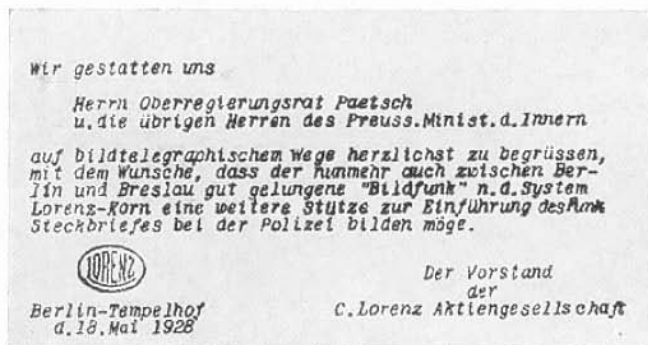 Wir gestatten uns
Herrn Oberregierungsrat Paetsch
u.die übrigen Herren des Preuss.Minist.d.Innern
auf bildtelegraphischem Wege herzlichst zu begrüssen,
mit dem Wunsche, dass der nunmehr auch zwischen Ber-
lin und Breslau gut gelungene "Bildfunk" n.d.System
Lorenz-Korn eine weitere Stütze zur Einführung des Funk
Steckbriefes bei der Polizei bilden möge.
LORENZ
Der Vorstand
der
C.Lorenz Aktiengesellschaft
Berlin-Tempelhof
d.18.Mai 1928